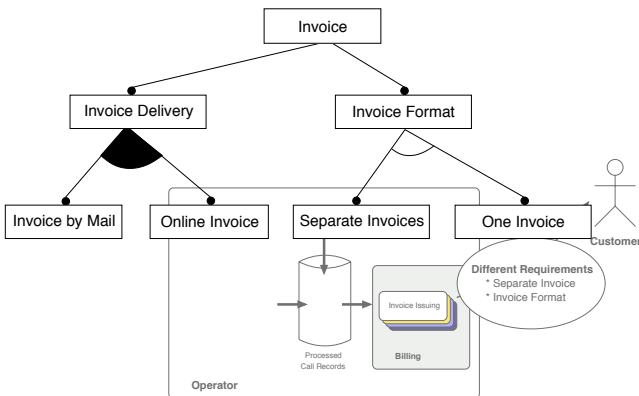 Invoice
Invoice Delivery
Invoice Format
Invoice by Mail
Online Invoice
Separate Invoices
One Invoice
Customer
Different Requirements
* Separate Invoice
* Invoice Format
Invoice Issuing
Processed
Call Records
Billing
Operator